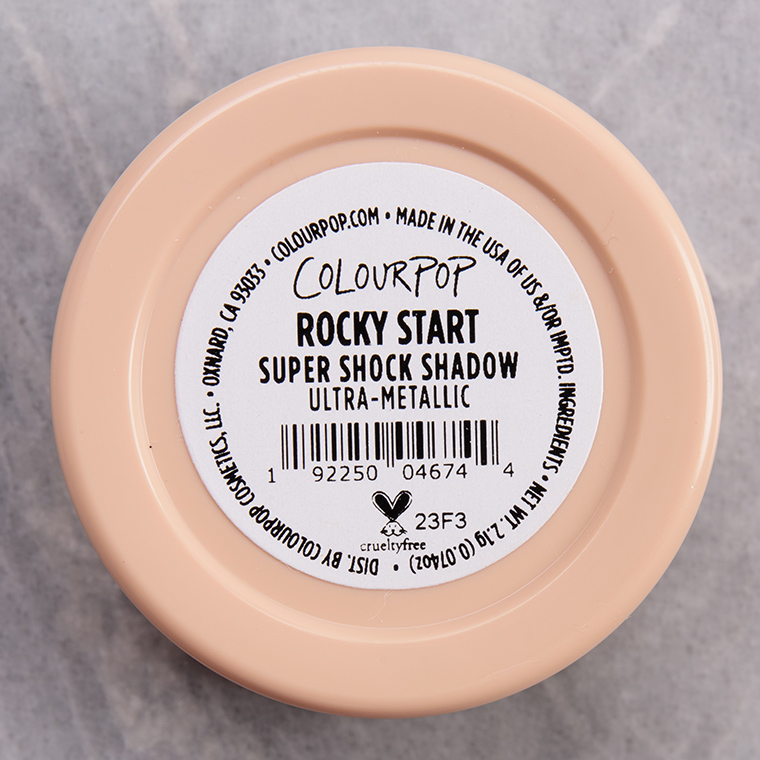 COLOURPOP.COM • MADE IN THE USA OF US &/OR IMPTD. INGREDIENTS • NET WT. 2.1g (0.074oz) • DIST. BY COLOURPOP COSMETICS, LLC. • OXNARD, CA 93033 •
COLOURPOP
ROCKY START
SUPER SHOCK SHADOW
ULTRA-METALLIC
1 92250 04674 4
23F3
crueltyfree